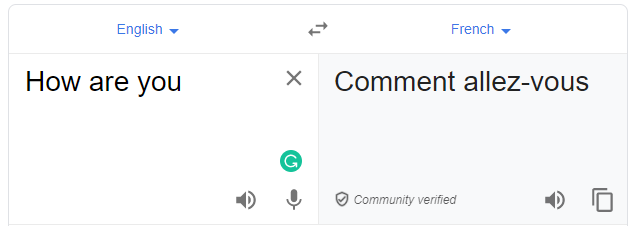 English French
How are you Comment allez-vous
Community verified